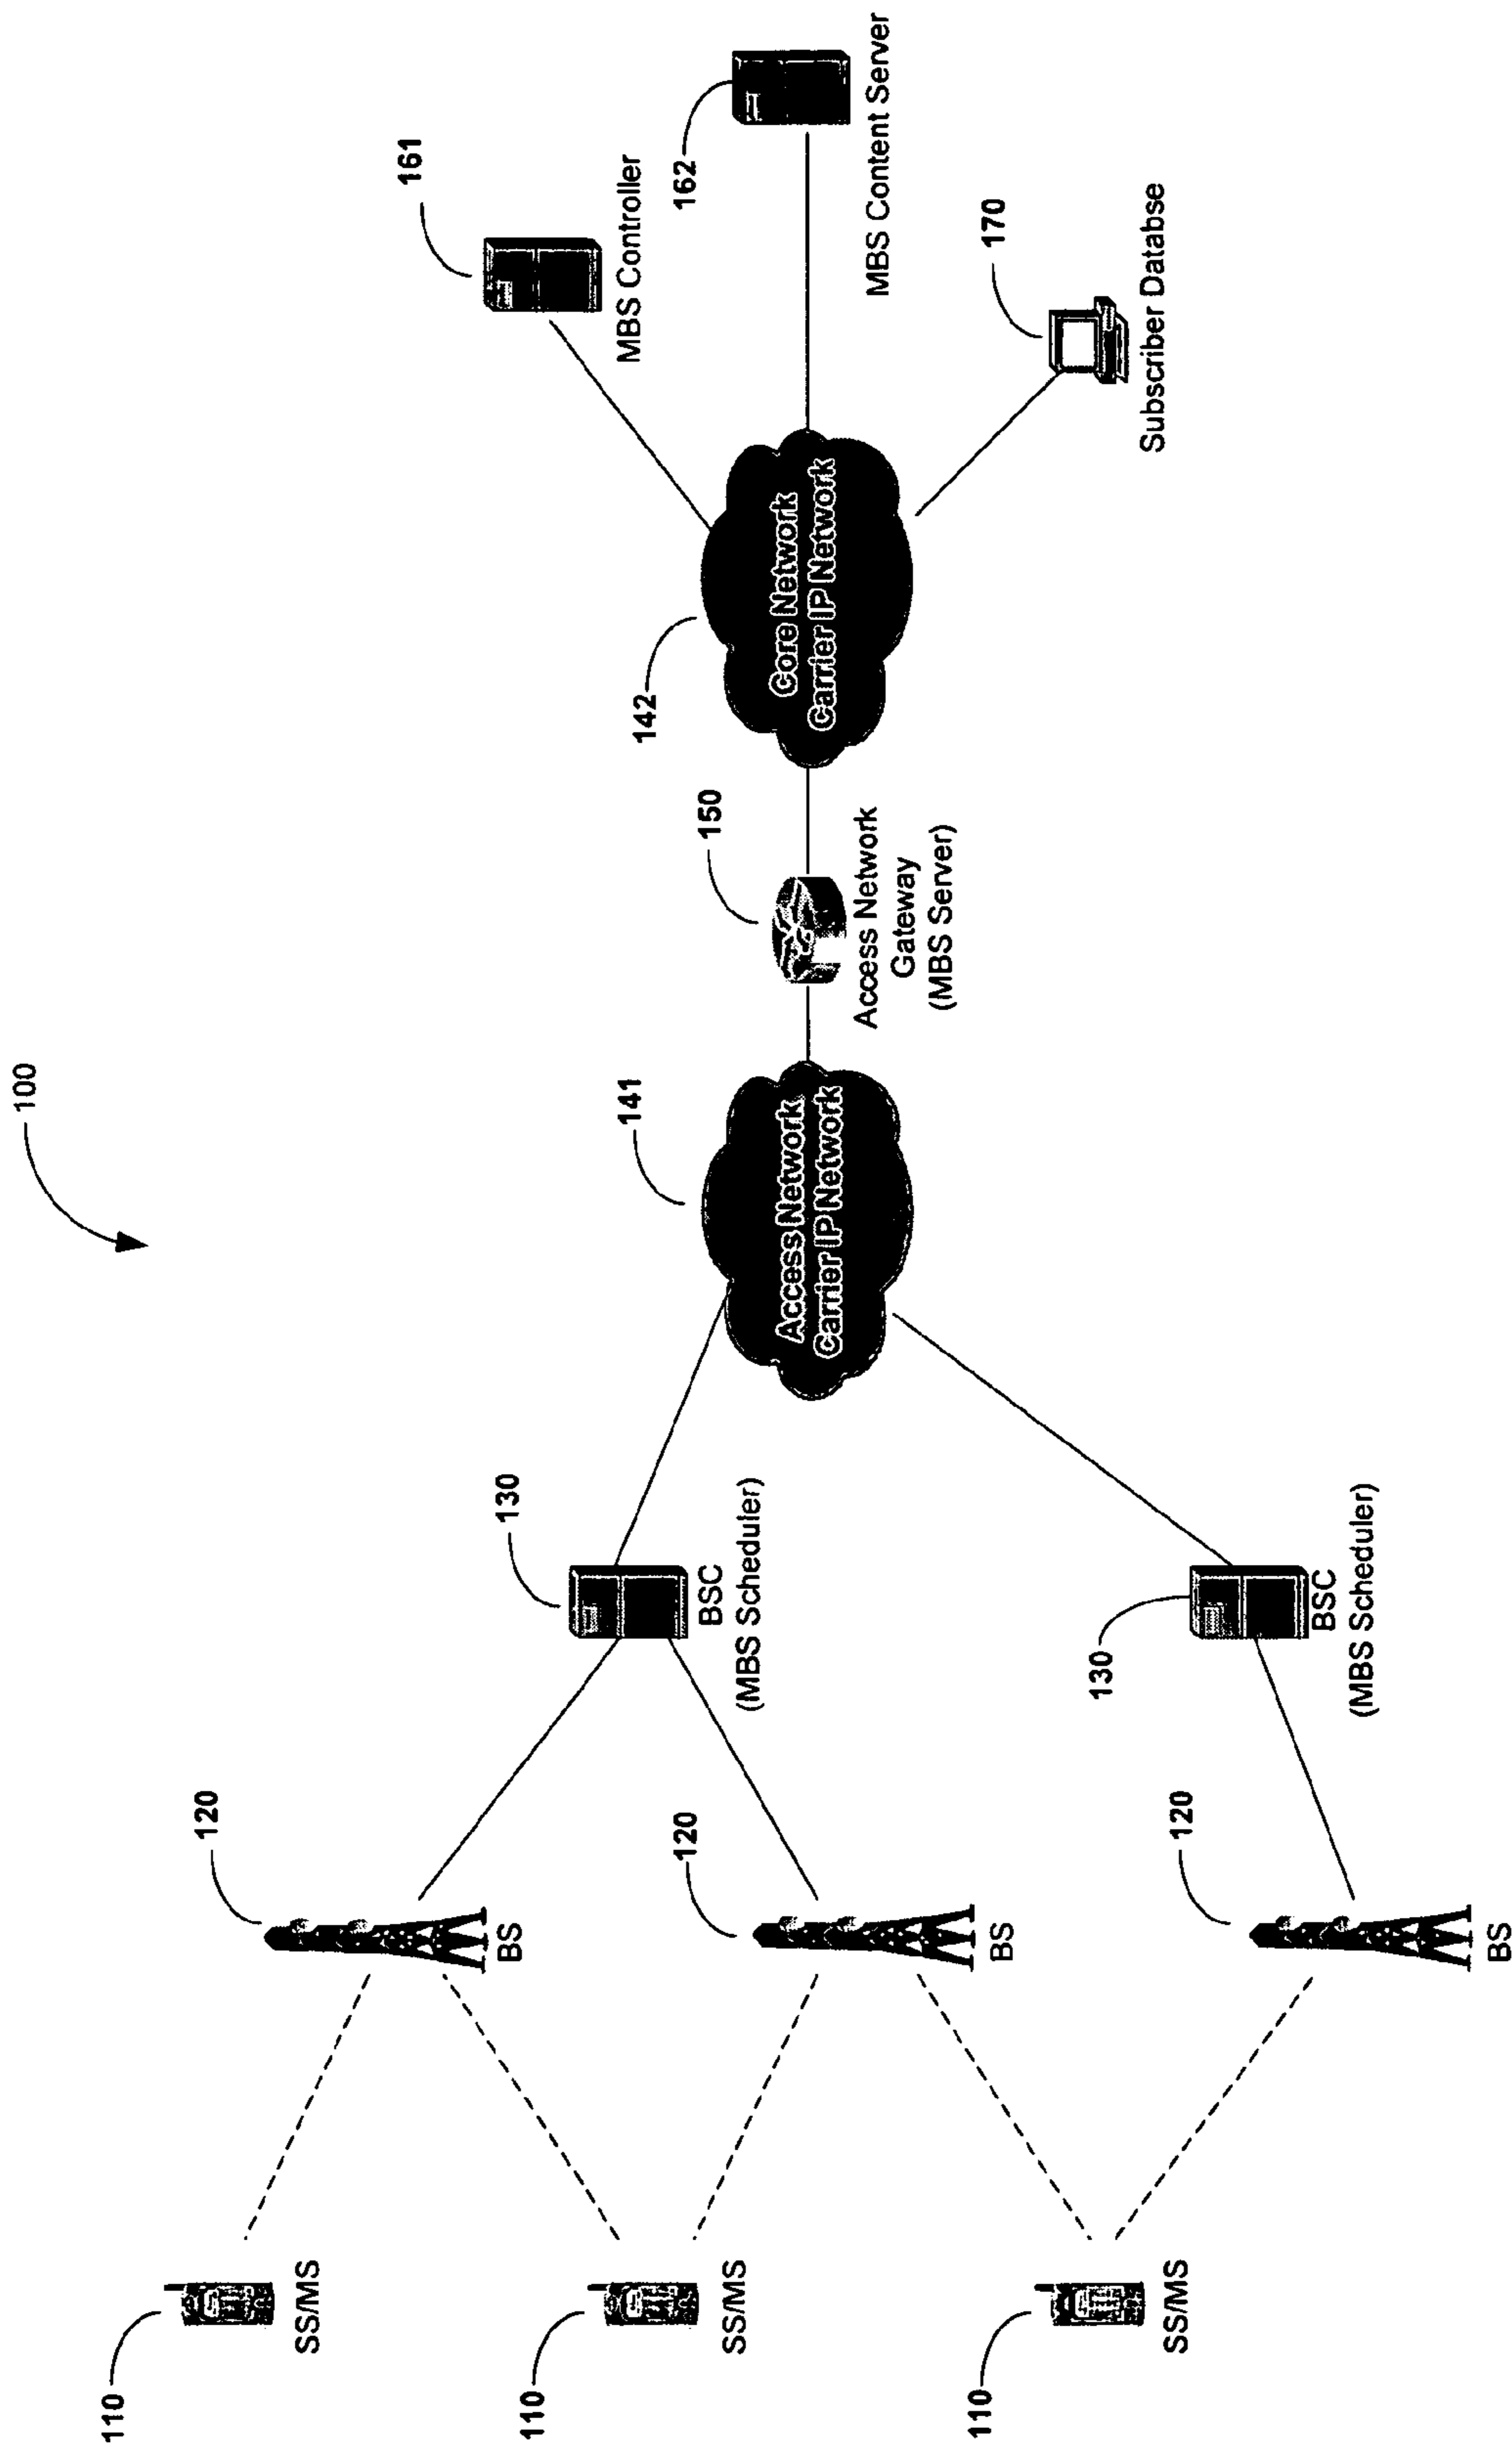 100
110
SS/MS
110
SS/MS
110
SS/MS
120
BS
120
BS
120
BS
130
BSC
(MBS Scheduler)
130
BSC
(MBS Scheduler)
141
Access Network
Carrier IP Network
150
Access Network
Gateway
(MBS Server)
142
Core Network
Carrier IP Network
161
MBS Controller
162
MBS Content Server
170
Subscriber Databse